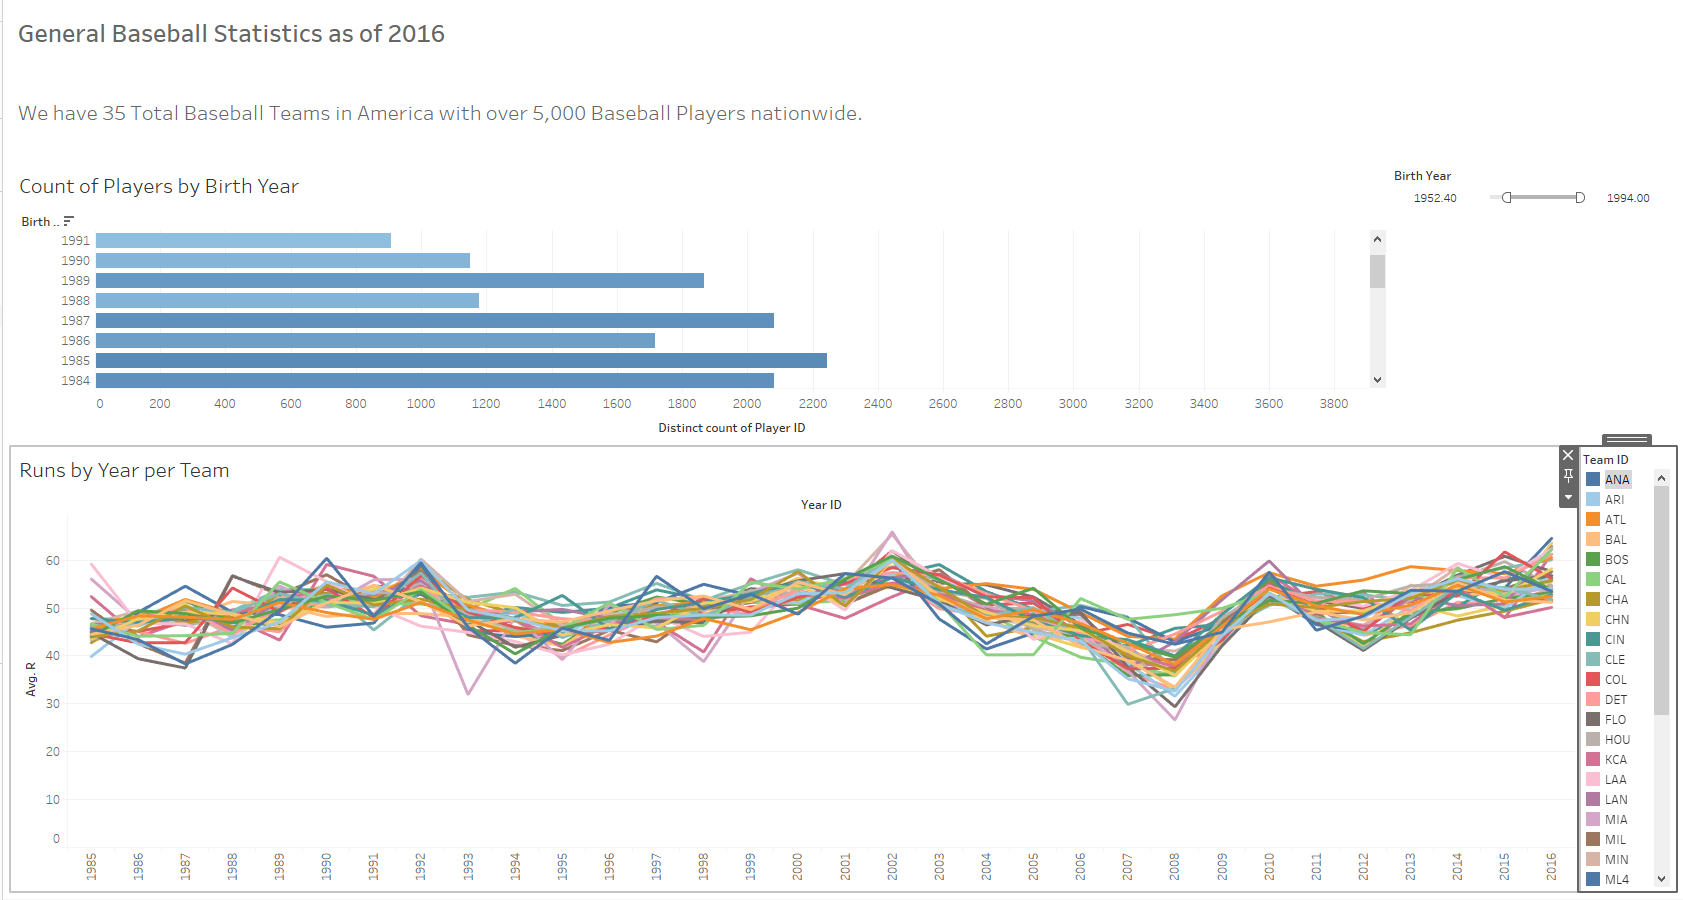 General Baseball Statistics as of 2016
We have 35 Total Baseball Teams in America with over 5,000 Baseball Players nationwide.
Count of Players by Birth Year
Birth Year
1952.40
1994.00
Birth ..
1991
1990
1989
1988
1987
1986
1985
1984
0 200 400 600 800 1000 1200 1400 1600 1800 2000 2200 2400 2600 2800 3000 3200 3400 3600 3800
Distinct count of Player ID
Runs by Year per Team
Year ID
Avg. R
60
50
40
30
20
10
0
1985 1986 1987 1988 1989 1990 1991 1992 1993 1994 1995 1996 1997 1998 1999 2000 2001 2002 2003 2004 2005 2006 2007 2008 2009 2010 2011 2012 2013 2014 2015 2016
Team ID
ANA
ARI
ATL
BAL
BOS
CAL
CHA
CHN
CIN
CLE
COL
DET
FLO
HOU
KCA
LAA
LAN
MIA
MIL
MIN
ML4